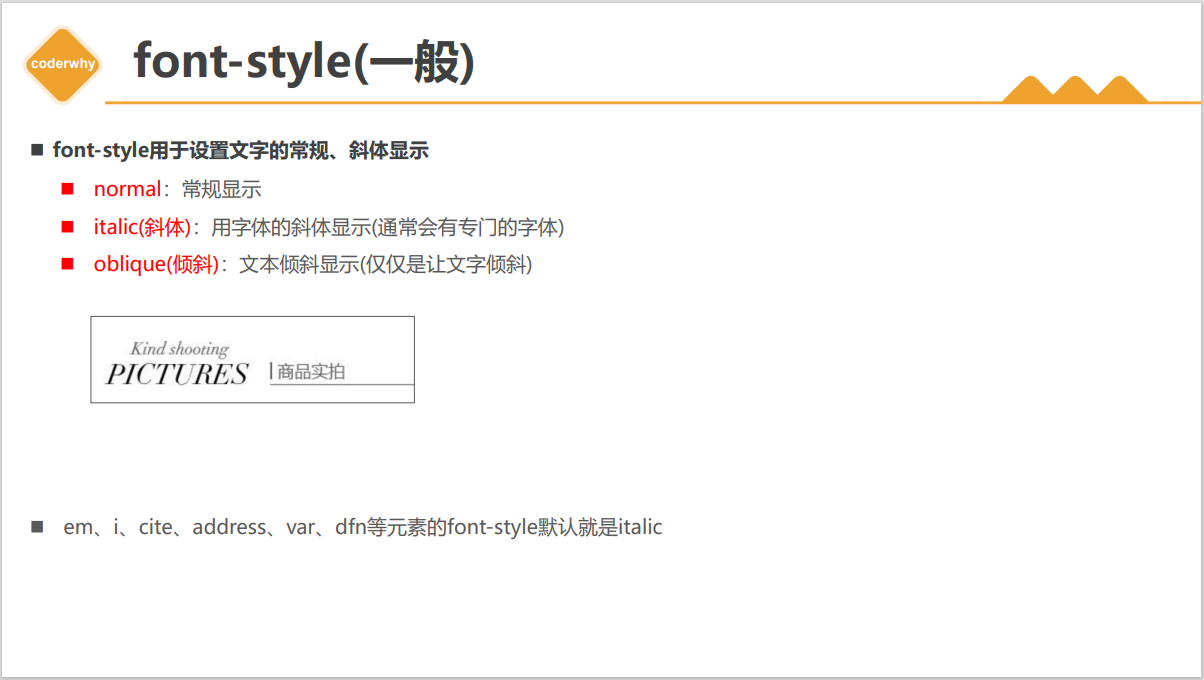 coderwhy
font-style(一般)
font-style用于设置文字的常规、斜体显示
normal：常规显示
italic(斜体)：用字体的斜体显示(通常会有专门的字体)
oblique(倾斜)：文本倾斜显示(仅仅是让文字倾斜)
Kind shooting
PICTURES
商品实拍
em、i、cite、address、var、dfn等元素的font-style默认就是italic